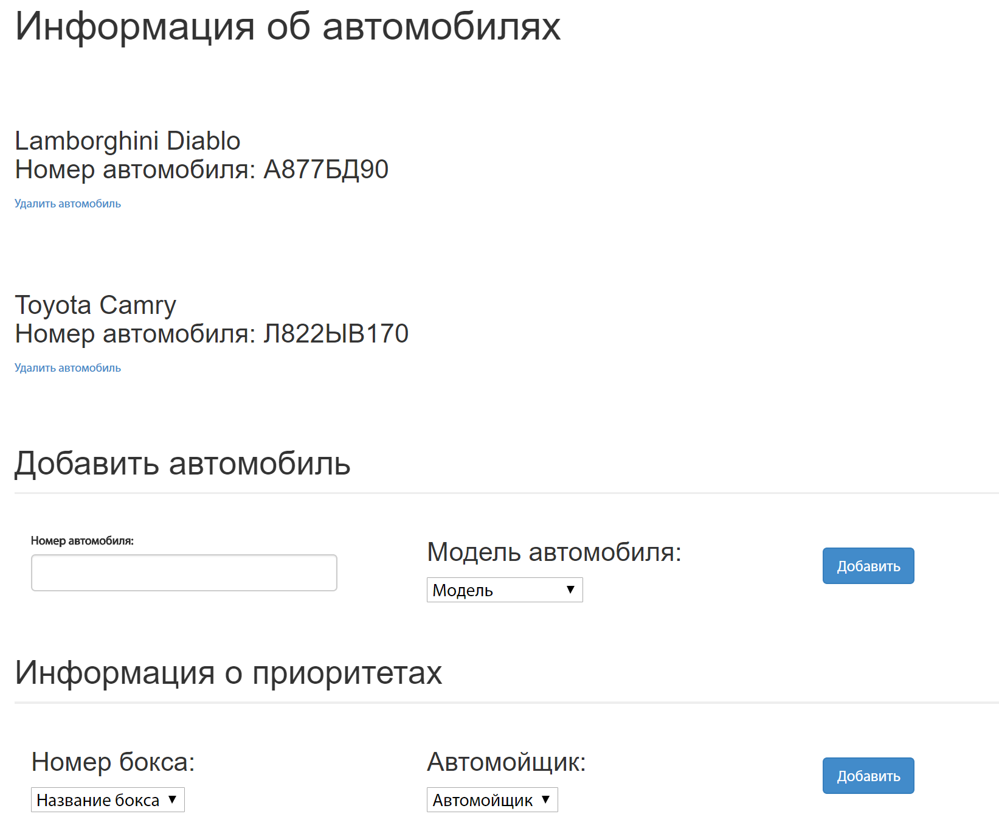 Информация об автомобилях
Lamborghini Diablo
Номер автомобиля: А877БД90
Удалить автомобиль
Toyota Camry
Номер автомобиля: Л822ЫВ170
Удалить автомобиль
Добавить автомобиль
Номер автомобиля:
Модель автомобиля:
Модель
Добавить
Информация о приоритетах
Номер бокса:
Название бокса
Автомойщик:
Автомойщик
Добавить